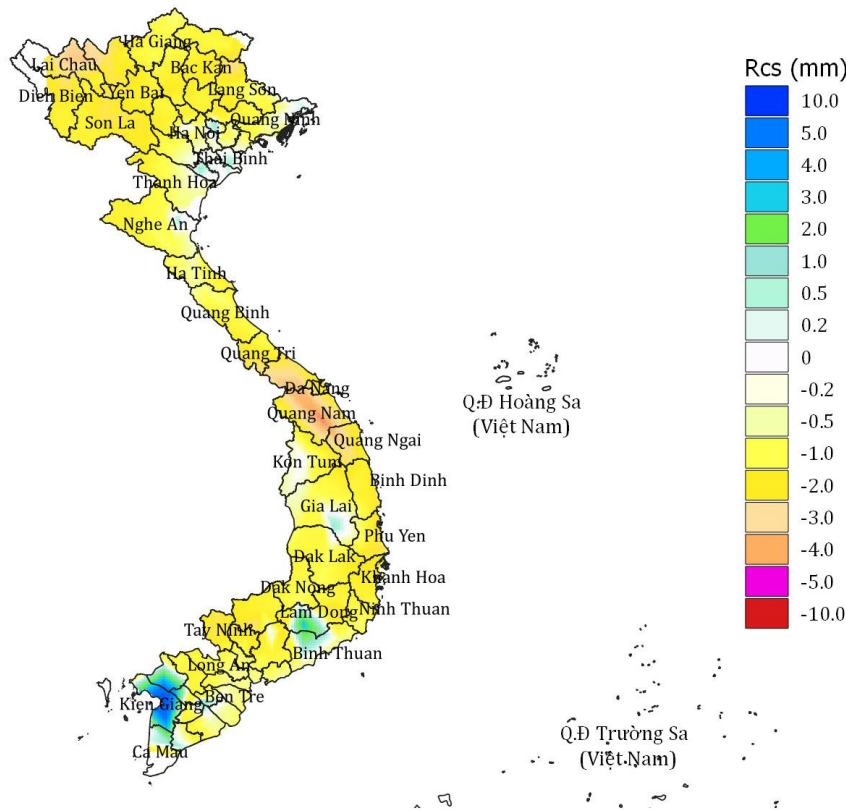 Rcs (mm)
10.0
5.0
4.0
3.0
2.0
1.0
0.5
0.2
0
-0.2
-0.5
-1.0
-2.0
-3.0
-4.0
-5.0
-10.0
Ha Giang
Lai Chau
Bac Kan
Dien Bien
Yen Bai
Lang Son
Son La
Ha Noi
Quang Ninh
Thai Binh
Thanh Hoa
Nghe An
Ha Tinh
Quang Binh
Quang Tri
Da Nang
Quang Nam
Q.Đ Hoàng Sa
(Việt Nam)
Quang Ngai
Kon Tum
Binh Dinh
Gia Lai
Phu Yen
Dak Lak
Khanh Hoa
Dak Nong
Lam Dong
Ninh Thuan
Tay Ninh
Binh Thuan
Long An
Ben Tre
Kien Giang
Ca Mau
Q.Đ Trường Sa
(Việt Nam)